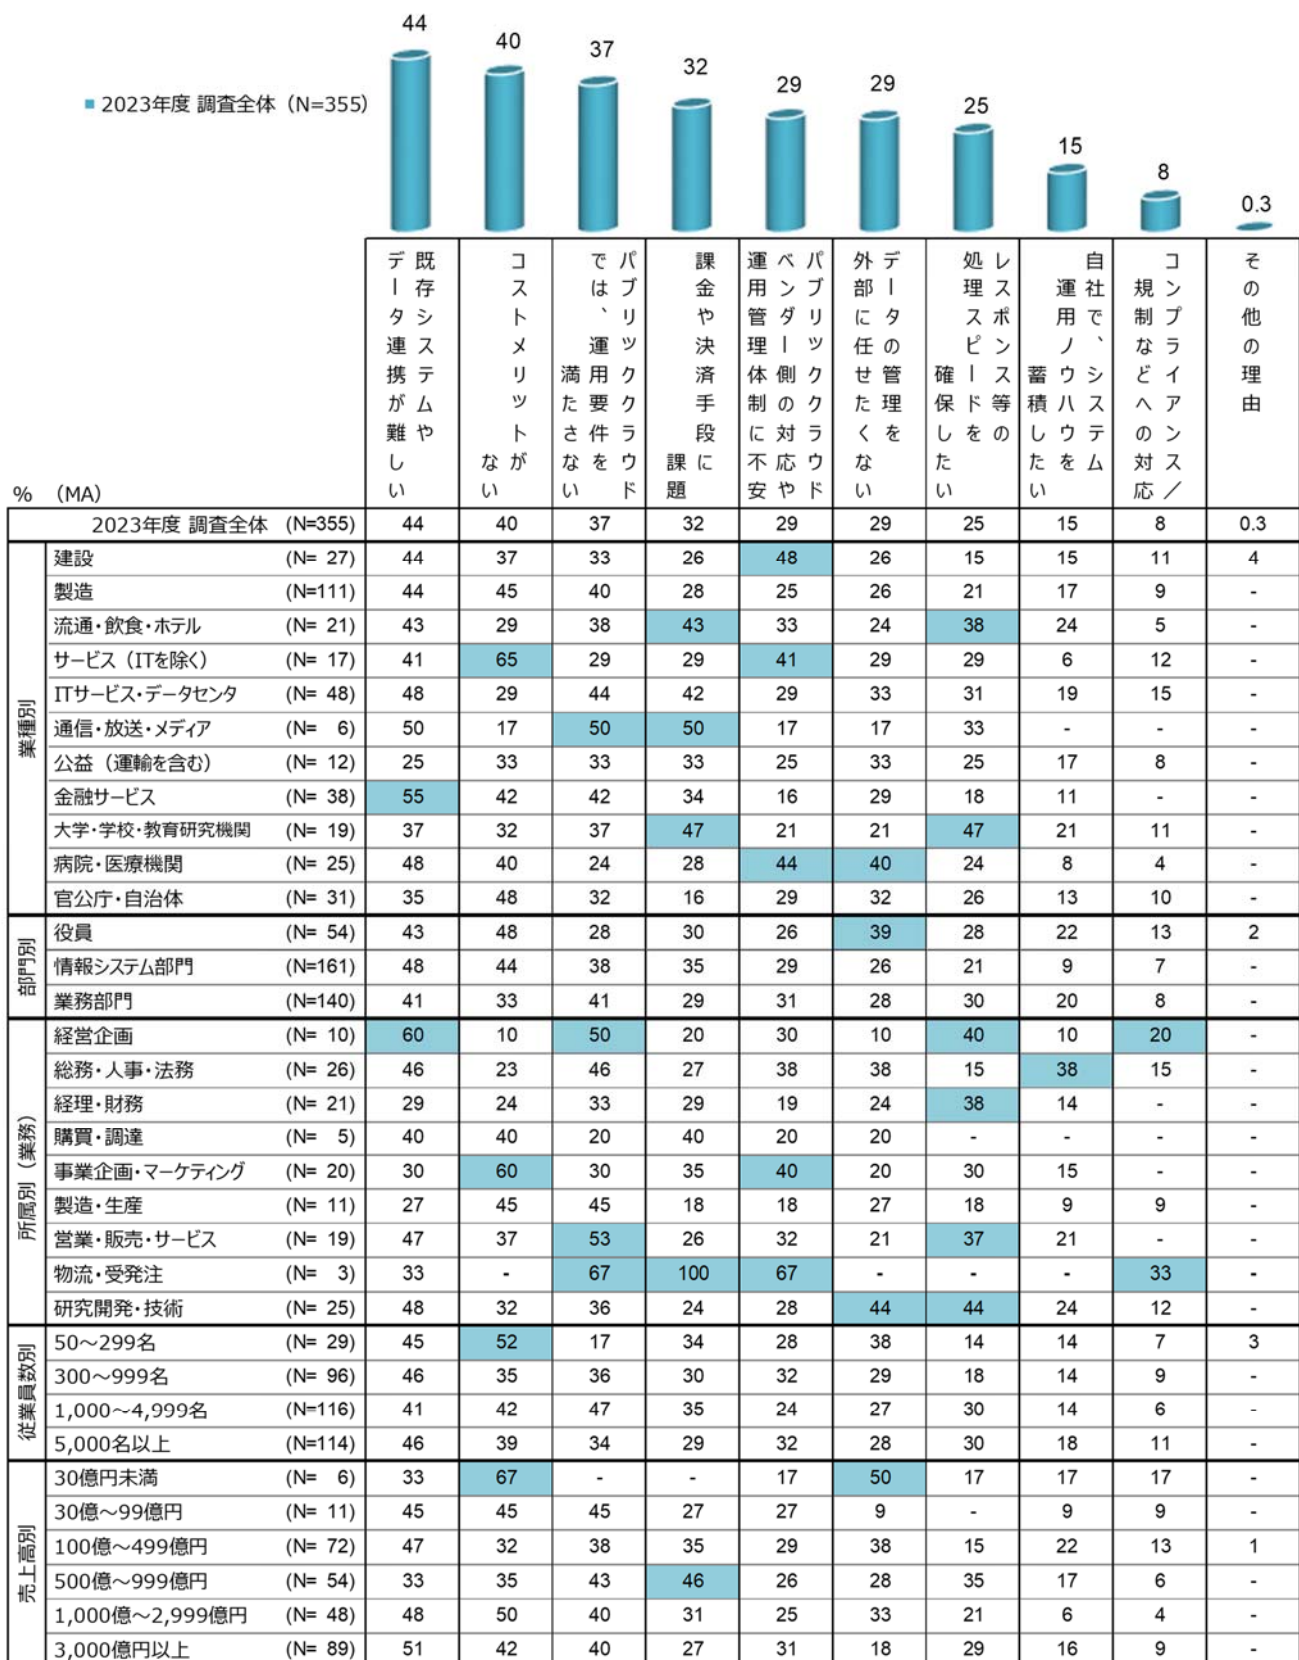 44
40
37
32
29
29
25
15
8
0.3
■ 2023年度 調査全体（N=355）
既存システムや
データ連携が難しい
コストメリットが
ない
パブリッククラウド
では、運用要件を
満たさない
課金や決済手段に
課題
パブリッククラウド
ベンダー側の対応や
運用管理体制に不安
データの管理を
外部に任せたくない
レスポンス等の
処理スピードを
確保したい
自社で、システム
運用ノウハウを
蓄積したい
コンプライアンス／
規制などへの対応
その他の理由
% （MA）
2023年度 調査全体 (N=355) 44 40 37 32 29 29 25 15 8 0.3
業種別
建設 (N= 27) 44 37 33 26 48 26 15 15 11 4
製造 (N=111) 44 45 40 28 25 26 21 17 9 -
流通・飲食・ホテル (N= 21) 43 29 38 43 33 24 38 24 5 -
サービス（ITを除く） (N= 17) 41 65 29 29 41 29 29 6 12 -
ITサービス・データセンタ (N= 48) 48 29 44 42 29 33 31 19 15 -
通信・放送・メディア (N= 6) 50 17 50 50 17 17 33 - - -
公益（運輸を含む） (N= 12) 25 33 33 33 25 33 25 17 8 -
金融サービス (N= 38) 55 42 42 34 16 29 18 11 - -
大学・学校・教育研究機関 (N= 19) 37 32 37 47 21 21 47 21 11 -
病院・医療機関 (N= 25) 48 40 24 28 44 40 24 8 4 -
官公庁・自治体 (N= 31) 35 48 32 16 29 32 26 13 10 -
部門別
役員 (N= 54) 43 48 28 30 26 39 28 22 13 2
情報システム部門 (N=161) 48 44 38 35 29 26 21 9 7 -
業務部門 (N=140) 41 33 41 29 31 28 30 20 8 -
所属別（業務）
経営企画 (N= 10) 60 10 50 20 30 10 40 10 20 -
総務・人事・法務 (N= 26) 46 23 46 27 38 38 15 38 15 -
経理・財務 (N= 21) 29 24 33 29 19 24 38 14 - -
購買・調達 (N= 5) 40 40 20 40 20 20 - - - -
事業企画・マーケティング (N= 20) 30 60 30 35 40 20 30 15 - -
製造・生産 (N= 11) 27 45 45 18 18 27 18 9 9 -
営業・販売・サービス (N= 19) 47 37 53 26 32 21 37 21 - -
物流・受発注 (N= 3) 33 - 67 100 67 - - - 33 -
研究開発・技術 (N= 25) 48 32 36 24 28 44 44 24 12 -
従業員数別
50～299名 (N= 29) 45 52 17 34 28 38 14 14 7 3
300～999名 (N= 96) 46 35 36 30 32 29 18 14 9 -
1,000～4,999名 (N=116) 41 42 47 35 24 27 30 14 6 -
5,000名以上 (N=114) 46 39 34 29 32 28 30 18 11 -
売上高別
30億円未満 (N= 6) 33 67 - - 17 50 17 17 17 -
30億～99億円 (N= 11) 45 45 45 27 27 9 - 9 9 -
100億～499億円 (N= 72) 47 32 38 35 29 38 15 22 13 1
500億～999億円 (N= 54) 33 35 43 46 26 28 35 17 6 -
1,000億～2,999億円 (N= 48) 48 50 40 31 25 33 21 6 4 -
3,000億円以上 (N= 89) 51 42 40 27 31 18 29 16 9 -